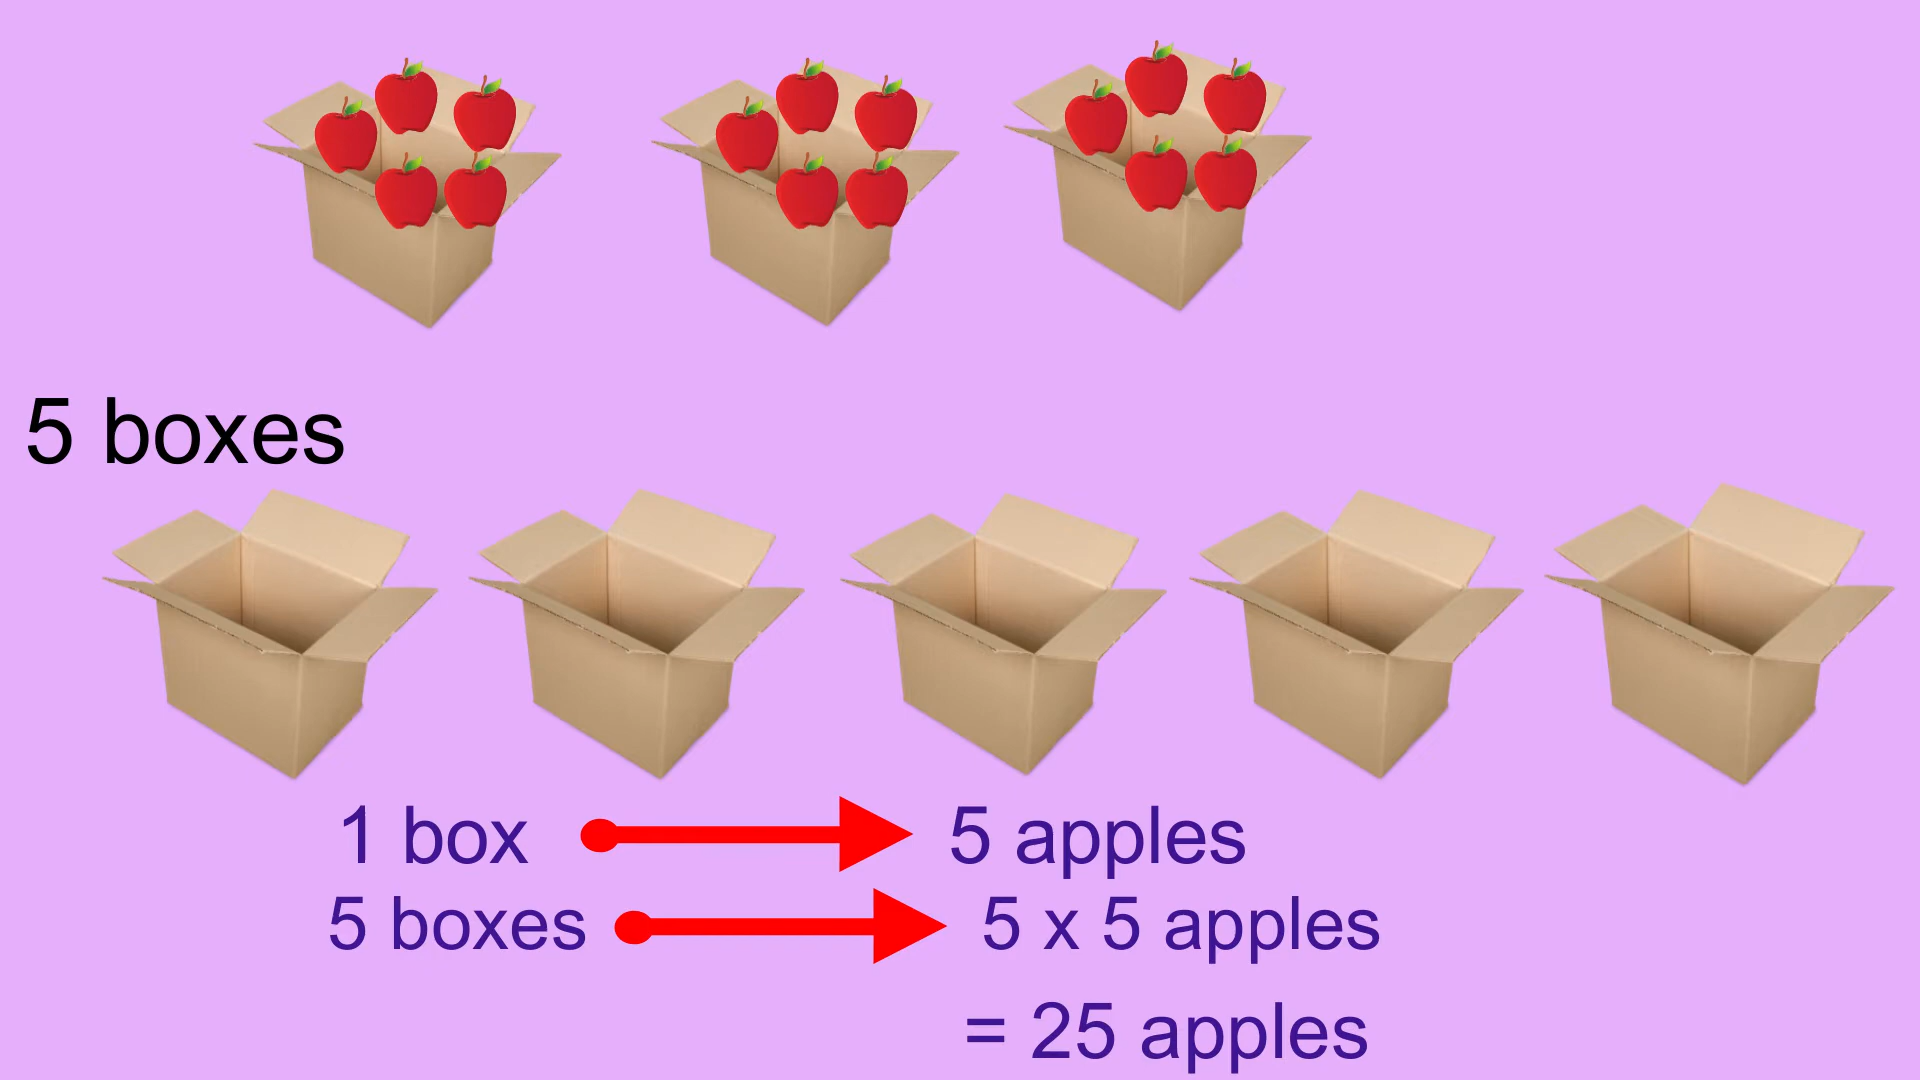 5 boxes
1 box 5 apples
5 boxes 5 x 5 apples
= 25 apples